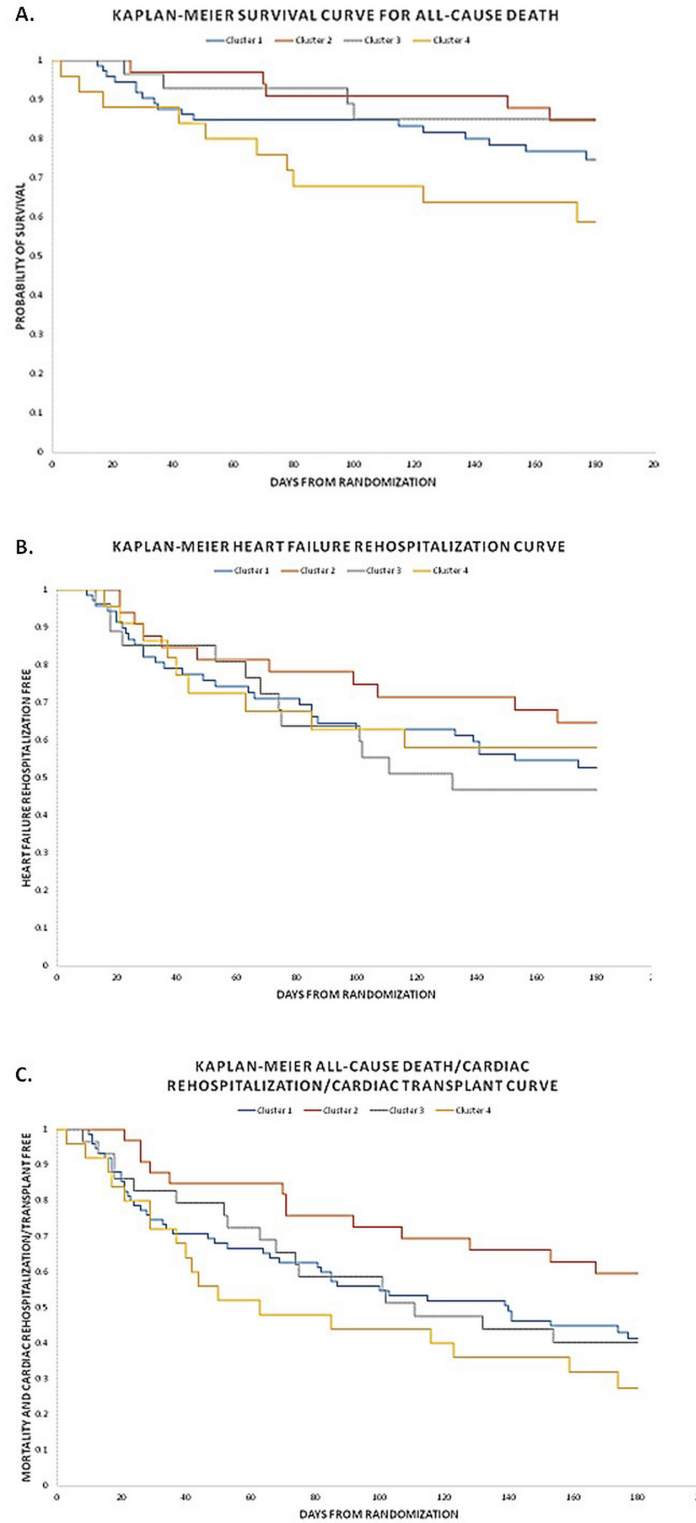 A.
KAPLAN-MEIER SURVIVAL CURVE FOR ALL-CAUSE DEATH
Cluster 1 Cluster 2 Cluster 3 Cluster 4
PROBABILITY OF SURVIVAL
1
0.9
0.8
0.7
0.6
0.5
0.4
0.3
0.2
0.1
0
0 20 40 60 80 100 120 140 160 180 20
DAYS FROM RANDOMIZATION
B.
KAPLAN-MEIER HEART FAILURE REHOSPITALIZATION CURVE
Cluster 1 Cluster 2 Cluster 3 Cluster 4
HEART FAILURE REHOSPITALIZATION FREE
1
0.9
0.8
0.7
0.6
0.5
0.4
0.3
0.2
0.1
0
0 20 40 60 80 100 120 140 160 180
DAYS FROM RANDOMIZATION
C.
KAPLAN-MEIER ALL-CAUSE DEATH/CARDIAC
REHOSPITALIZATION/CARDIAC TRANSPLANT CURVE
Cluster 1 Cluster 2 Cluster 3 Cluster 4
MORTALITY AND CARDIAC REHOSPITALIZATION/TRANSPLANT FREE
1
0.9
0.8
0.7
0.6
0.5
0.4
0.3
0.2
0.1
0
0 20 40 60 80 100 120 140 160 180
DAYS FROM RANDOMIZATION